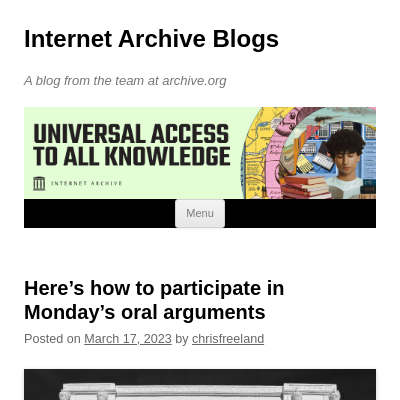 Internet Archive Blogs
A blog from the team at archive.org
UNIVERSAL ACCESS
TO ALL KNOWLEDGE
INTERNET ARCHIVE
Menu
Here’s how to participate in
Monday’s oral arguments
Posted on March 17, 2023 by chrisfreeland